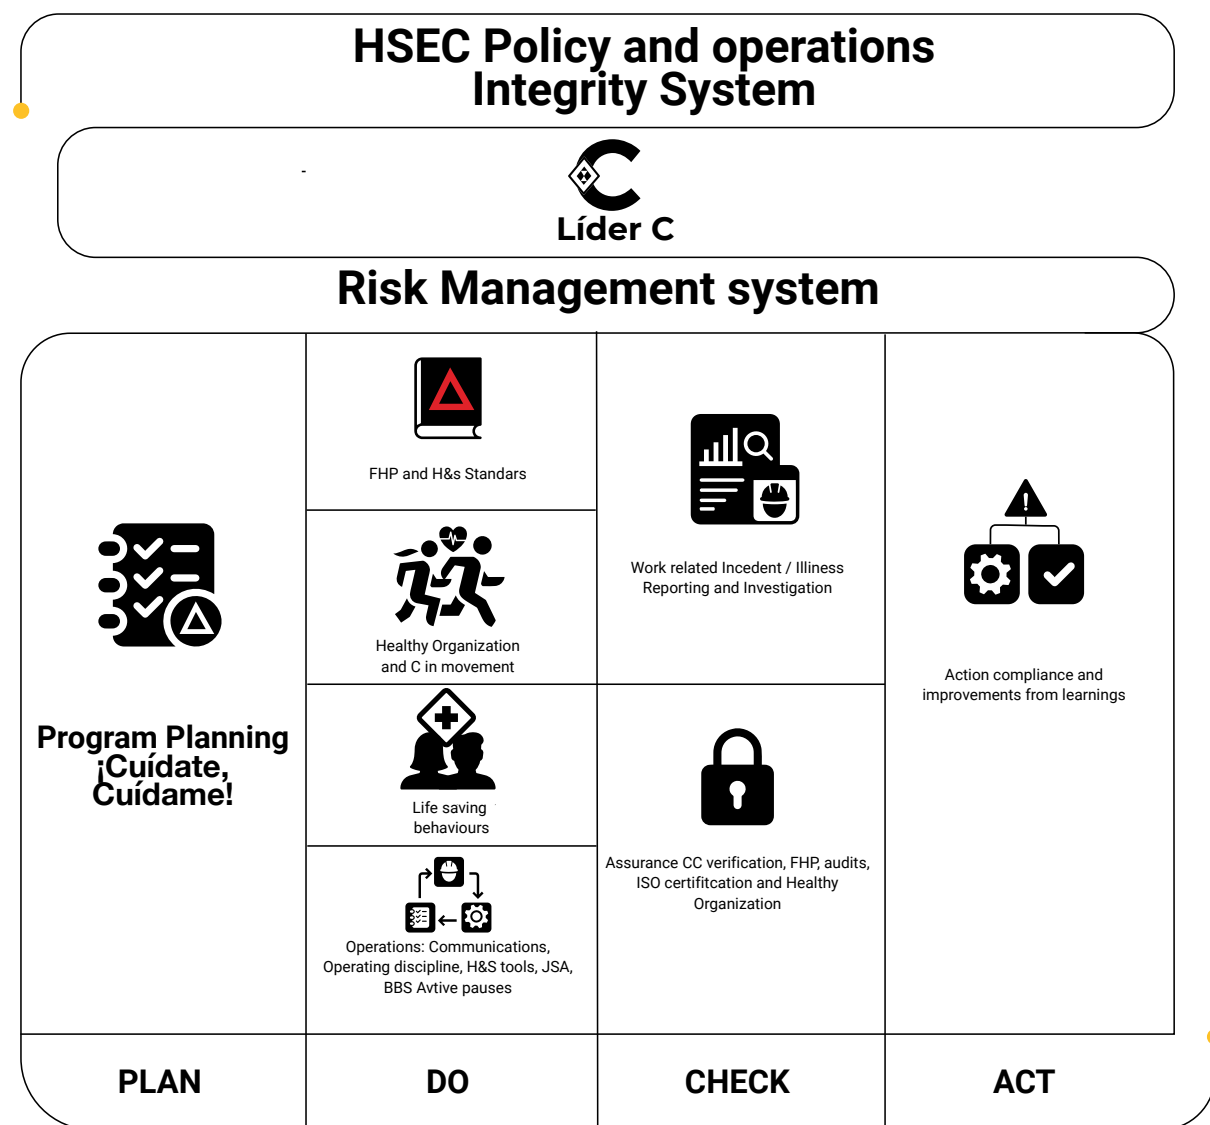 HSEC Policy and operations
Integrity System
-
Líder C
Risk Management system
Program Planning
¡Cuídate,
Cuídame!
FHP and H&s Standars
Healthy Organization
and C in movement
Life saving
behaviours
Operations: Communications,
Operating discipline, H&S tools, JSA,
BBS Avtive pauses
Work related Incedent / Illiness
Reporting and Investigation
Assurance CC verification, FHP, audits,
ISO certifitcation and Healthy
Organization
Action compliance and
improvements from learnings
PLAN
DO
CHECK
ACT